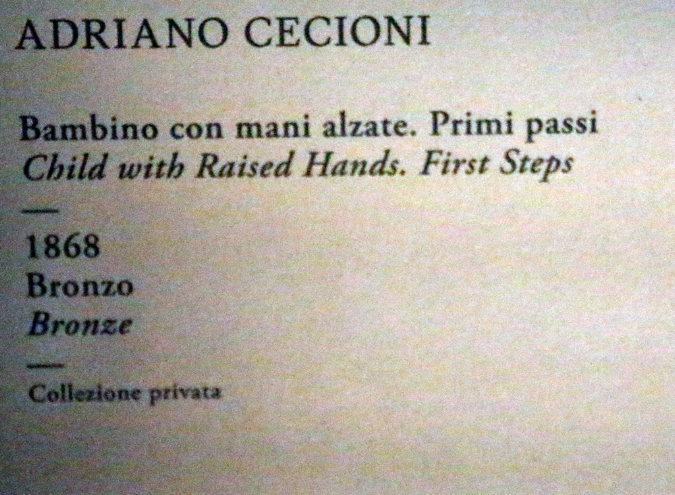 ADRIANO CECIONI
Bambino con mani alzate. Primi passi
Child with Raised Hands. First Steps
—
1868
Bronzo
Bronze
—
Collezione privata